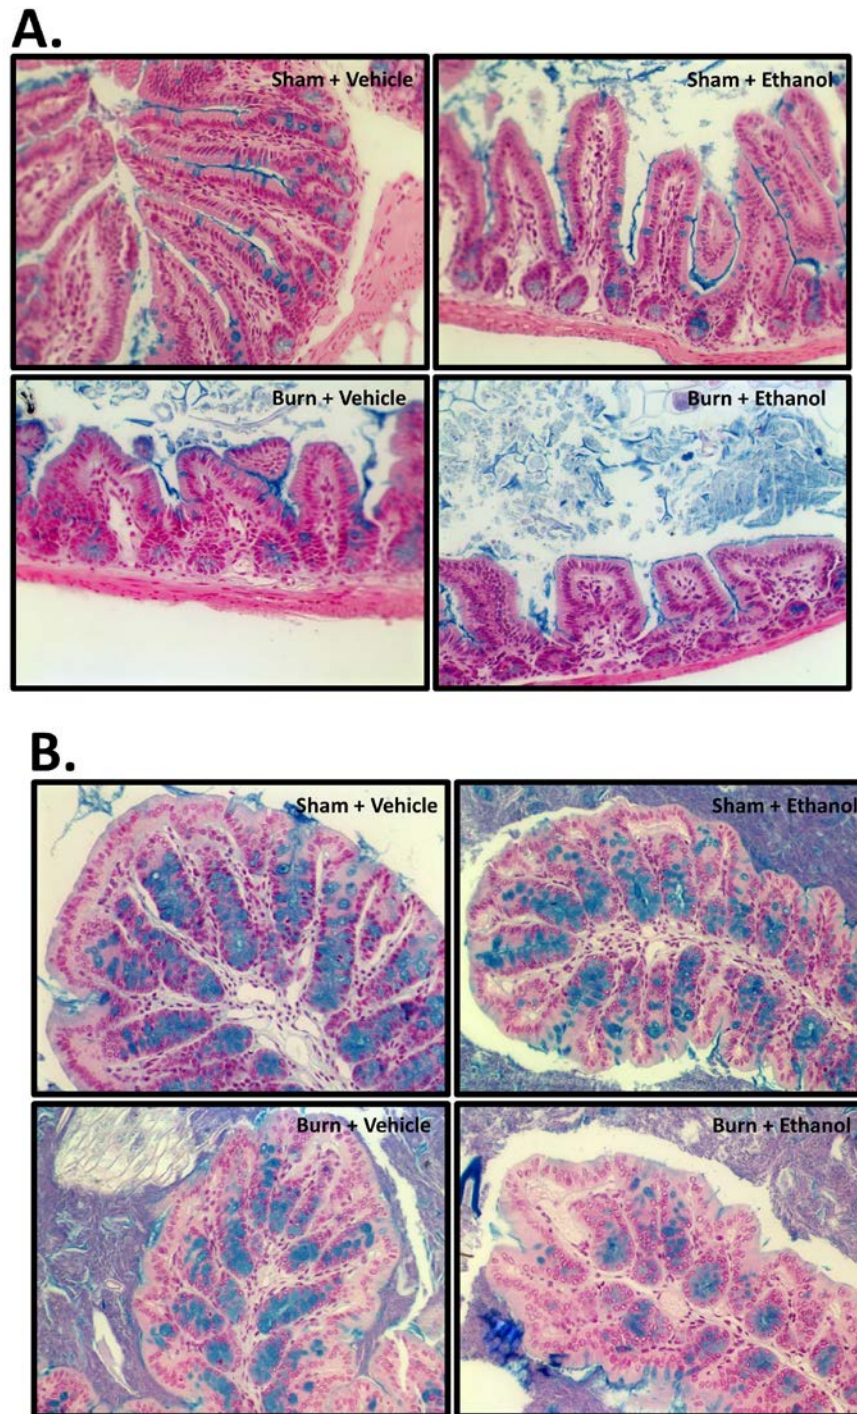 A.
Sham + Vehicle
Sham + Ethanol
Burn + Vehicle
Burn + Ethanol
B.
Sham + Vehicle
Sham + Ethanol
Burn + Vehicle
Burn + Ethanol